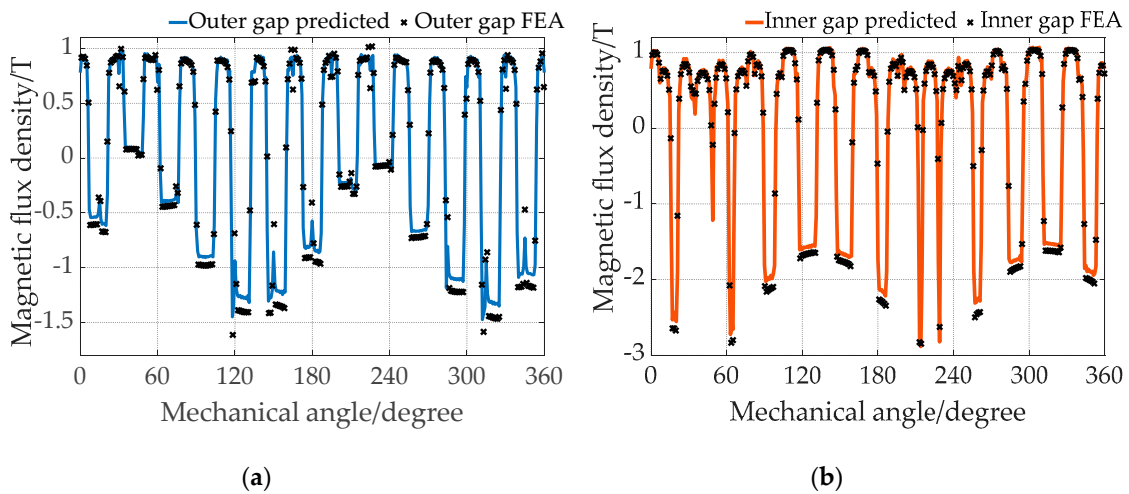 Outer gap predicted × Outer gap FEA
Magnetic flux density/T
1
0.5
0
-0.5
-1
-1.5
0 60 120 180 240 300 360
Mechanical angle/degree
(a)
Inner gap predicted × Inner gap FEA
Magnetic flux density/T
1
0
-1
-2
-3
0 60 120 180 240 300 360
Mechanical angle/degree
(b)